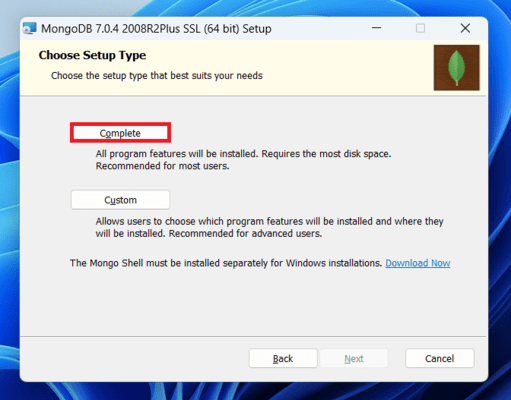 MongoDB 7.0.4 2008R2Plus SSL (64 bit) Setup
Choose Setup Type
Choose the setup type that best suits your needs
Complete
All program features will be installed. Requires the most disk space.
Recommended for most users.
Custom
Allows users to choose which program features will be installed and where they
will be installed. Recommended for advanced users.
The Mongo Shell must be installed separately for Windows installations. Download Now
Back Next Cancel